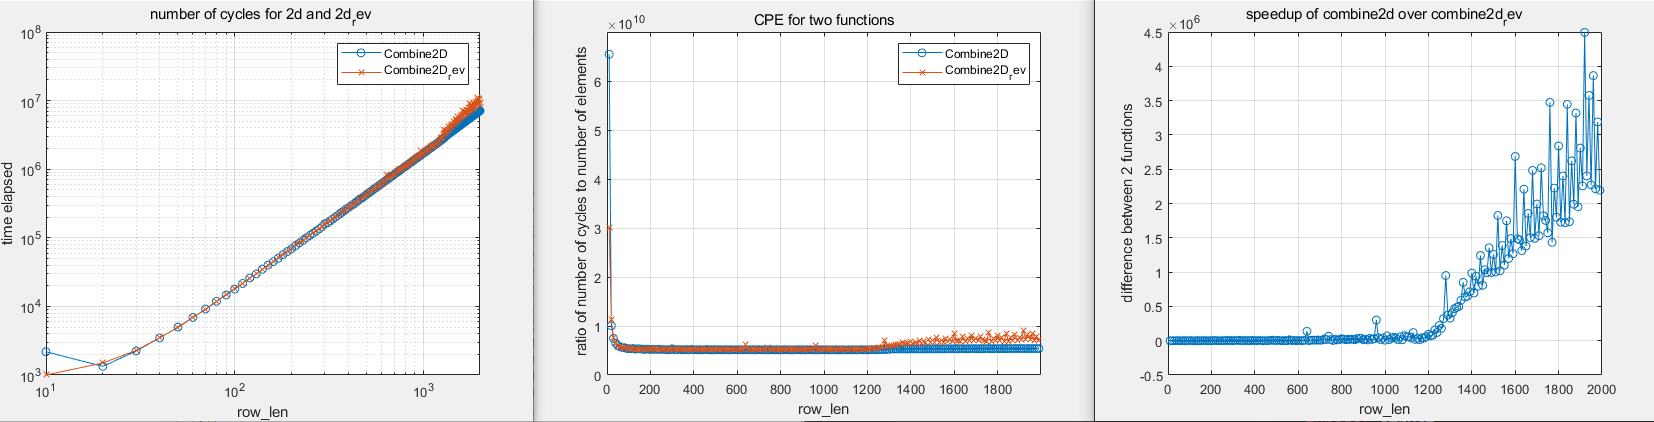 number of cycles for 2d and 2d_rev
10^8
10^7
10^6
10^5
10^4
10^3
10^1
10^2
10^3
time elapsed
row_len
Combine2D
Combine2D_rev
CPE for two functions
×10^10
6
5
4
3
2
1
0
0 200 400 600 800 1000 1200 1400 1600 1800
ratio of number of cycles to number of elements
row_len
Combine2D
Combine2D_rev
speedup of combine2d over combine2d_rev
×10^6
4.5
4
3.5
3
2.5
2
1.5
1
0.5
0
-0.5
0 200 400 600 800 1000 1200 1400 1600 1800 2000
difference between 2 functions
row_len